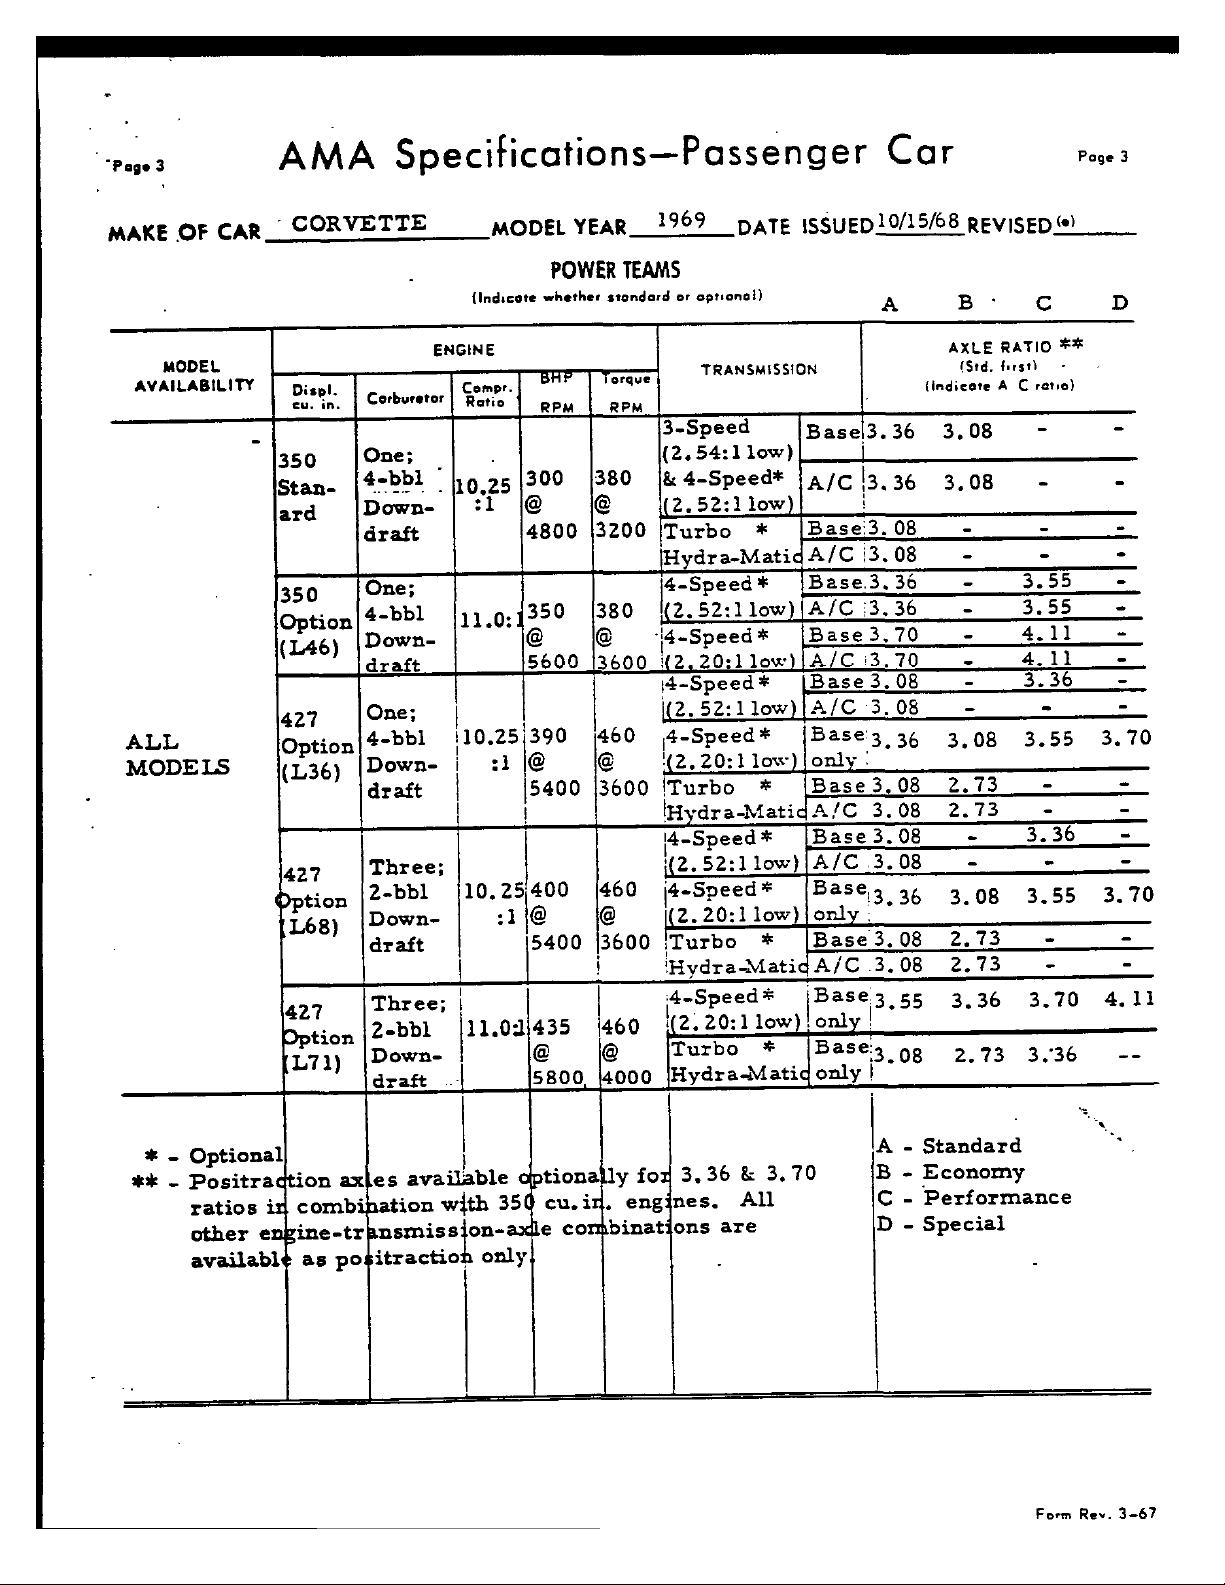 Page 3 AMA Specifications—Passenger Car Page 3
MAKE OF CAR CORVETTE MODEL YEAR 1969 DATE ISSUED 10/15/68 REVISED (•)
POWER TEAMS
(Indicate whether standard or optional)
A B C D
MODEL AVAILABILITY
ENGINE
Displ. cu. in.
Carburetor
Compr. Ratio
BHP RPM
Torque RPM
TRANSMISSION
AXLE RATIO **
(Std. first)
(Indicate A C ratio)
ALL MODELS
350 Standard
One; 4-bbl Down-draft
10.25 :1
300 @ 4800
380 @ 3200
3-Speed (2.54:1 low) & 4-Speed* (2.52:1 low)
Base 3.36 3.08 - -
A/C 3.36 3.08 - -
Turbo * Hydra-Matic
Base 3.08 - - -
A/C 3.08 - - -
350 Option (L46)
One; 4-bbl Down-draft
11.0:1
350 @ 5600
380 @ 3600
4-Speed* (2.52:1 low)
Base 3.36 - 3.55 -
A/C 3.36 - 3.55 -
4-Speed* (2.20:1 low)
Base 3.70 - 4.11 -
A/C 3.70 - 4.11 -
427 Option (L36)
One; 4-bbl Down-draft
10.25 :1
390 @ 5400
460 @ 3600
4-Speed* (2.52:1 low)
Base 3.08 - 3.36 -
A/C 3.08 - - -
4-Speed* (2.20:1 low)
Base only 3.36 3.08 3.55 3.70
Turbo * Hydra-Matic
Base 3.08 2.73 - -
A/C 3.08 2.73 - -
427 Option (L68)
Three; 2-bbl Down-draft
10.25 :1
400 @ 5400
460 @ 3600
4-Speed* (2.52:1 low)
Base 3.08 - 3.36 -
A/C 3.08 - - -
4-Speed* (2.20:1 low)
Base only 3.36 3.08 3.55 3.70
Turbo * Hydra-Matic
Base 3.08 2.73 - -
A/C 3.08 2.73 - -
427 Option (L71)
Three; 2-bbl Down-draft
11.0:1
435 @ 5800
460 @ 4000
4-Speed* (2.20:1 low)
Base only 3.55 3.36 3.70 4.11
Turbo * Hydra-Matic
Base only 3.08 2.73 3.36 --
* - Optional
** - Positraction axles available optionally for 3.36 & 3.70
ratios in combination with 350 cu. in. engines. All
other engine-transmission-axle combinations are
available as positraction only.
A - Standard
B - Economy
C - Performance
D - Special
Form Rev. 3-67